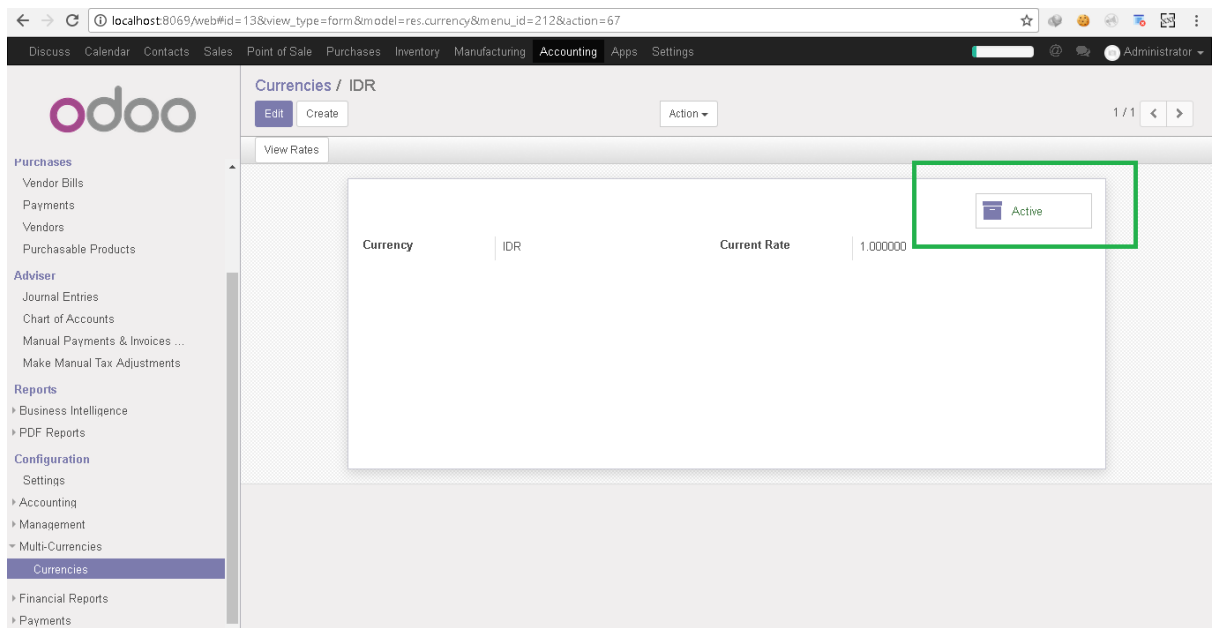 localhost:8069/web#id=13&view_type=form&model=res.currency&menu_id=212&action=67
Discuss Calendar Contacts Sales Point of Sale Purchases Inventory Manufacturing Accounting Apps Settings @ Administrator
odoo
Currencies / IDR
Edit Create Action 1 / 1
View Rates
Purchases
Vendor Bills
Payments
Vendors
Purchasable Products
Adviser
Journal Entries
Chart of Accounts
Manual Payments & Invoices ...
Make Manual Tax Adjustments
Reports
Business Intelligence
PDF Reports
Configuration
Settings
Accounting
Management
Multi-Currencies
Currencies
Financial Reports
Payments
Active
Currency IDR Current Rate 1.000000